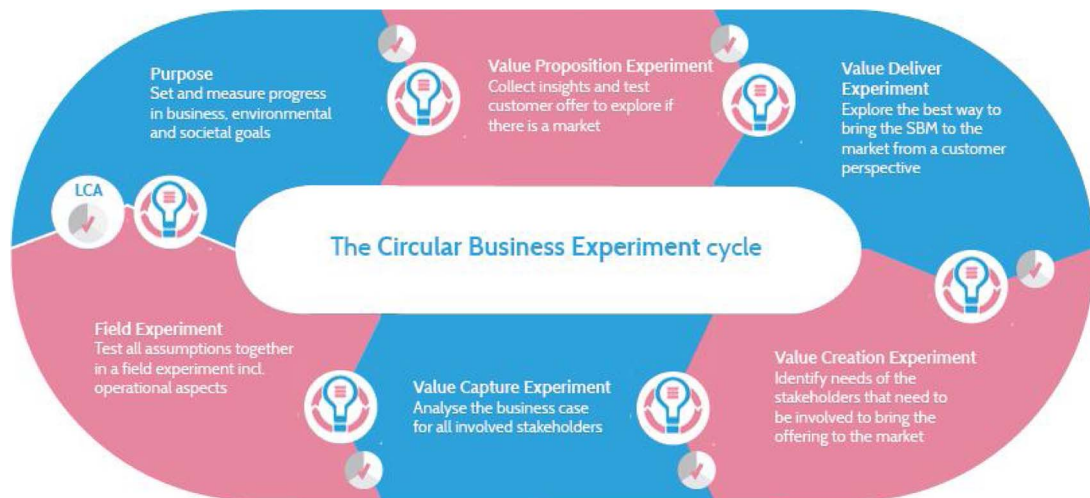 Purpose
Set and measure progress
in business, environmental
and societal goals
Value Proposition Experiment
Collect insights and test
customer offer to explore if
there is a market
Value Deliver
Experiment
Explore the best way to
bring the SBM to the
market from a customer
perspective
LCA
The Circular Business Experiment cycle
Field Experiment
Test all assumptions together
in a field experiment incl.
operational aspects
Value Capture Experiment
Analyse the business case
for all involved stakeholders
Value Creation Experiment
Identify needs of the
stakeholders that need to
be involved to bring the
offering to the market